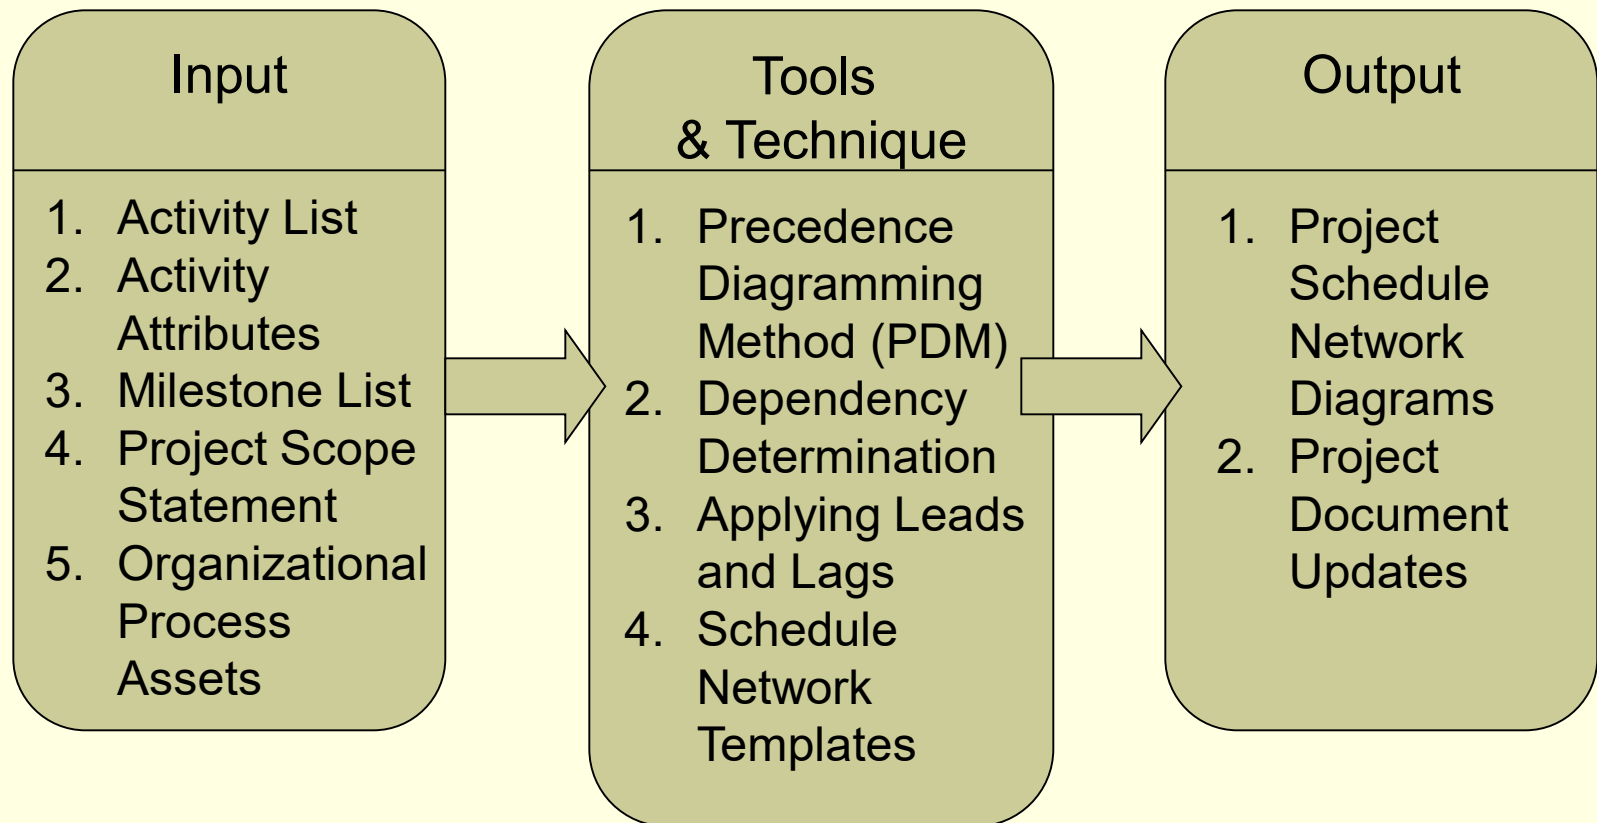 Input
1. Activity List
2. Activity
Attributes
3. Milestone List
4. Project Scope
Statement
5. Organizational
Process
Assets
Tools
& Technique
1. Precedence
Diagramming
Method (PDM)
2. Dependency
Determination
3. Applying Leads
and Lags
4. Schedule
Network
Templates
Output
1. Project
Schedule
Network
Diagrams
2. Project
Document
Updates